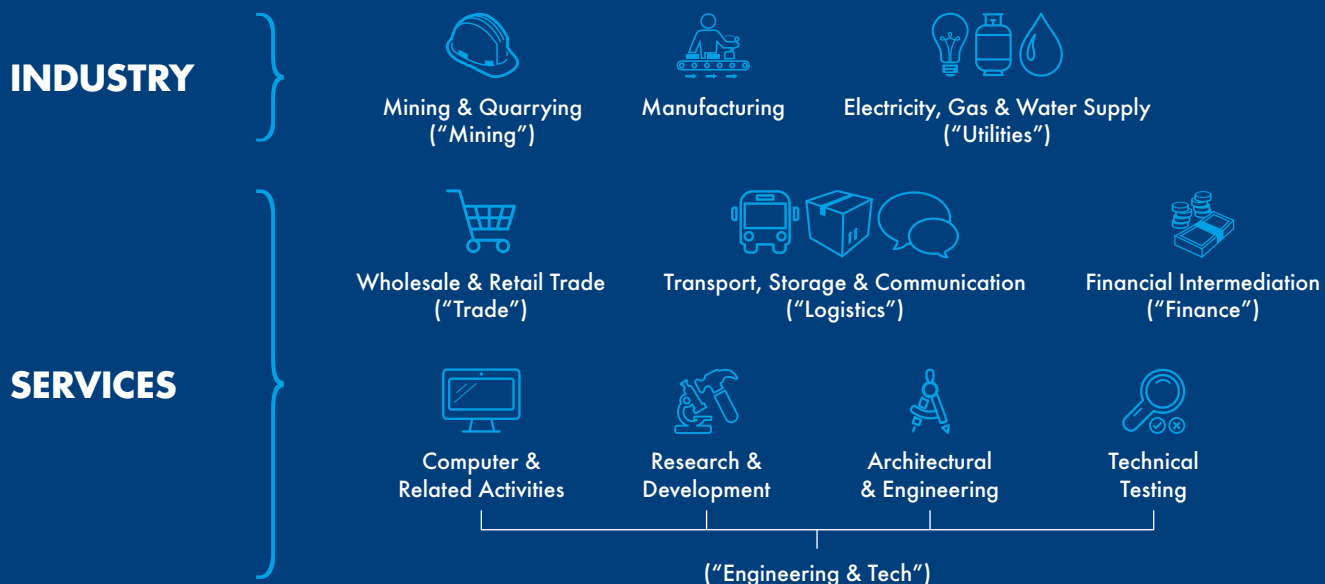 INDUSTRY
Mining & Quarrying
(“Mining”)
Manufacturing
Electricity, Gas & Water Supply
(“Utilities”)
SERVICES
Wholesale & Retail Trade
(“Trade”)
Transport, Storage & Communication
(“Logistics”)
Financial Intermediation
(“Finance”)
Computer &
Related Activities
Research &
Development
Architectural
& Engineering
Technical
Testing
(“Engineering & Tech”)